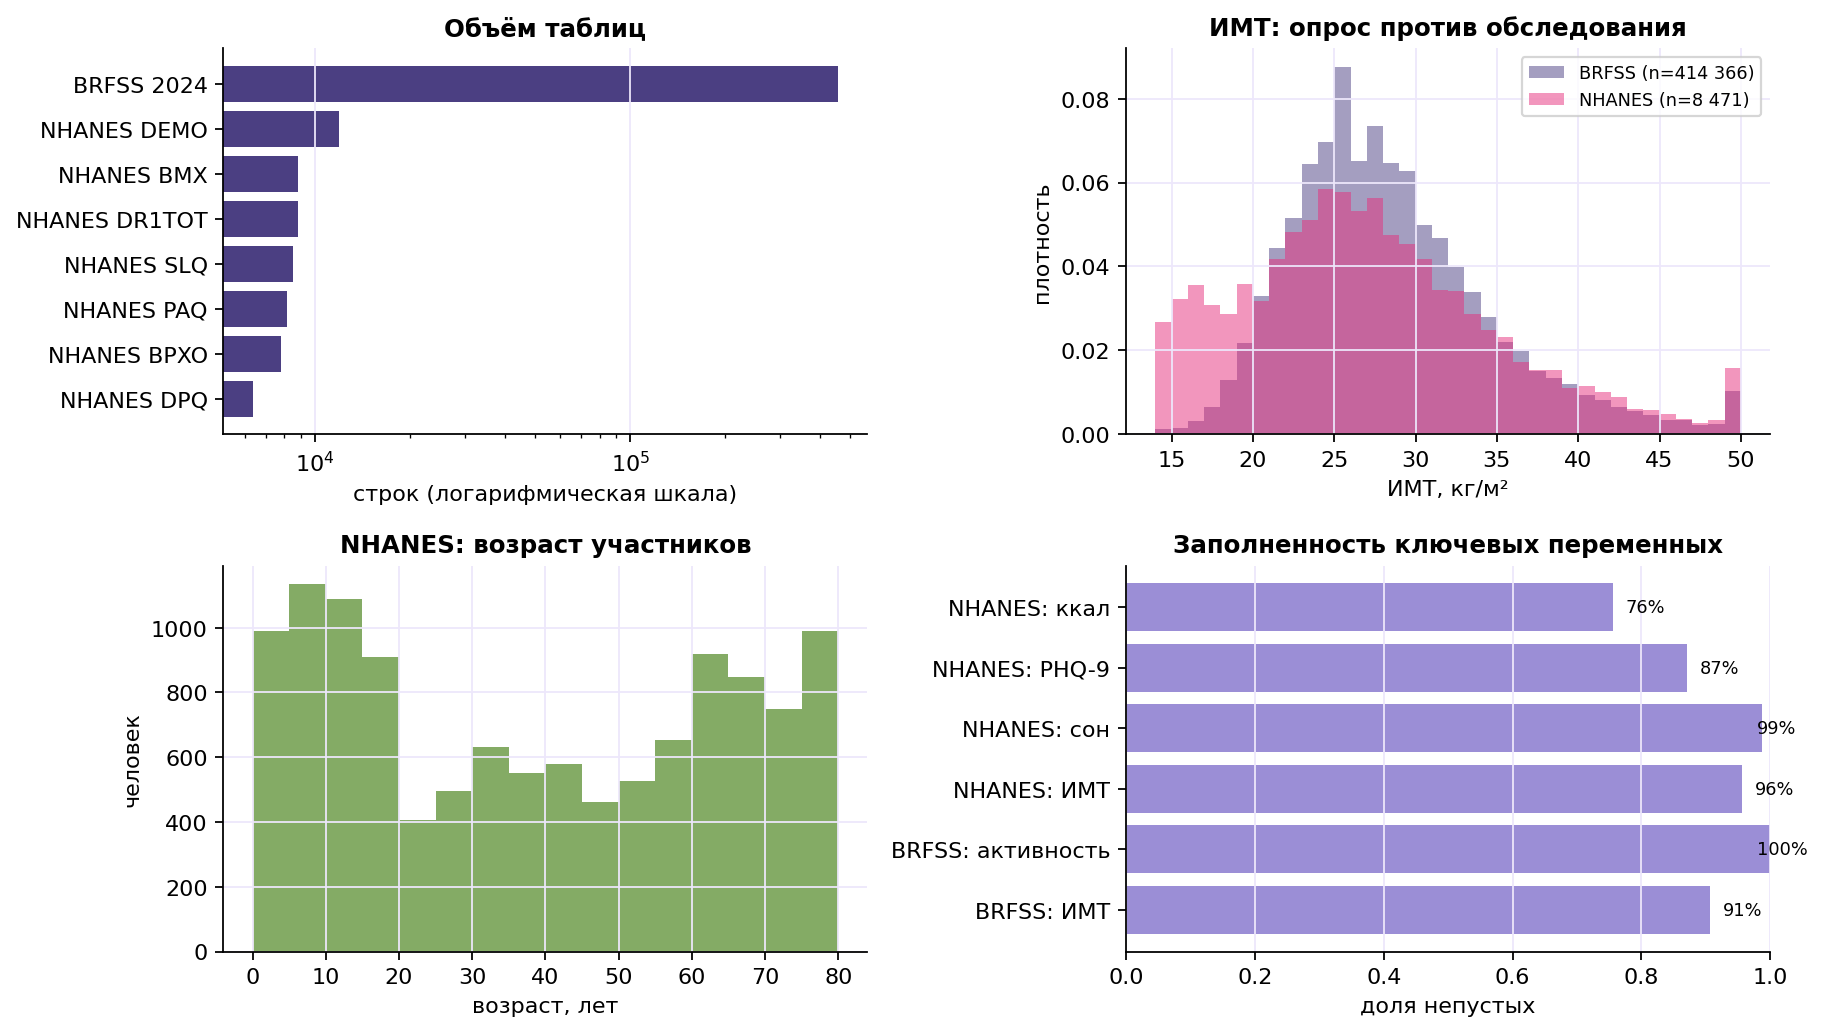 Объём таблиц
BRFSS 2024
NHANES DEMO
NHANES BMX
NHANES DR1TOT
NHANES SLQ
NHANES PAQ
NHANES BPXO
NHANES DPQ
10⁴
10⁵
строк (логарифмическая шкала)
ИМТ: опрос против обследования
BRFSS (n=414 366)
NHANES (n=8 471)
плотность
0.08
0.06
0.04
0.02
0.00
15
20
25
30
35
40
45
50
ИМТ, кг/м²
NHANES: возраст участников
человек
1000
800
600
400
200
0
0
10
20
30
40
50
60
70
80
возраст, лет
Заполненность ключевых переменных
NHANES: ккал
76%
NHANES: PHQ-9
87%
NHANES: сон
99%
NHANES: ИМТ
96%
BRFSS: активность
100%
BRFSS: ИМТ
91%
0.0
0.2
0.4
0.6
0.8
1.0
доля непустых